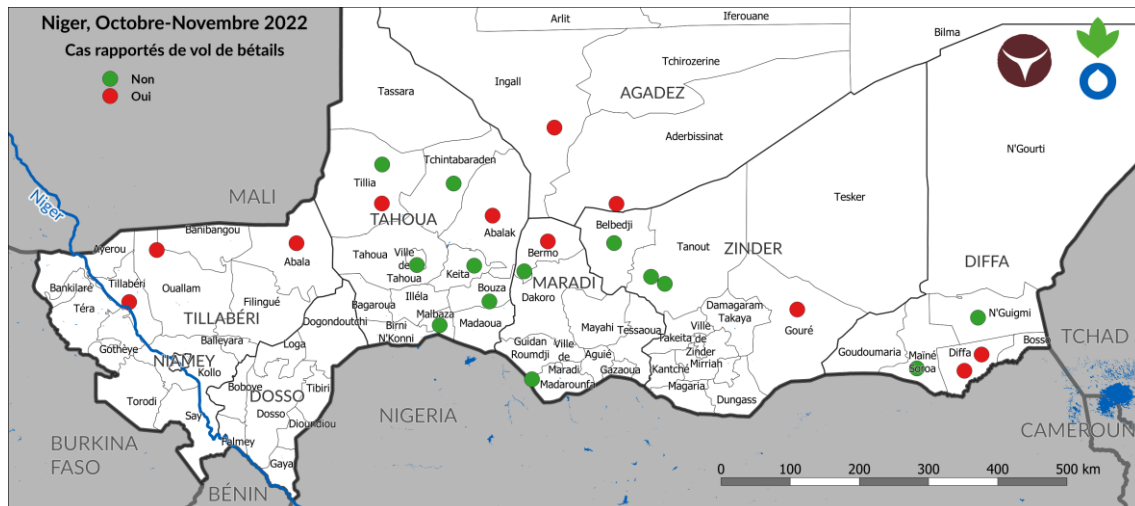 Niger, Octobre-Novembre 2022
Cas rapportés de vol de bétails
Non
Oui
Arlit
Iferouane
Bilma
Tchirozerine
Ingall
Tassara
AGADEZ
Aderbissinat
N'Gourti
Tchintabaraden
Tillia
MALI
Niger
Tesker
TAHOUA
Abalak
Belbedji
Banibangou
Ayerou
Abala
Tahoua
Ville
de
Tahoua
Keita
Bermo
Tanout
ZINDER
DIFFA
Bankilaré
Tillabéri
Ouallam
MARADI
Dakoro
Bouza
Téra
Filingué
Bagaroua
Illéla
Damagaram
Takaya
N'Guigmi
TILLABÉRI
Dogondoutchi
Birni
N'Konni
Malbaza
Madaoua
Mayahi
Tessaoua
Takeita
Ville
de
Zinder
Gouré
TCHAD
Gothèye
Balleyara
Loga
Guidan
Roumdji
Ville
de
Maradi
Aguié
Mirriah
Goudoumaria
Maïné
Soroa
Diffa
Bosso
NIAMEY
Kollo
Gazaoua
Kantché
Madarounfa
Magaria
Dungass
Torodi
Boboye
DOSSO
Tibiri
Say
Dosso
Dioundiou
NIGERIA
CAMEROUN
BURKINA
FASO
Falmey
Gaya
BÉNIN
0 100 200 300 400 500 km